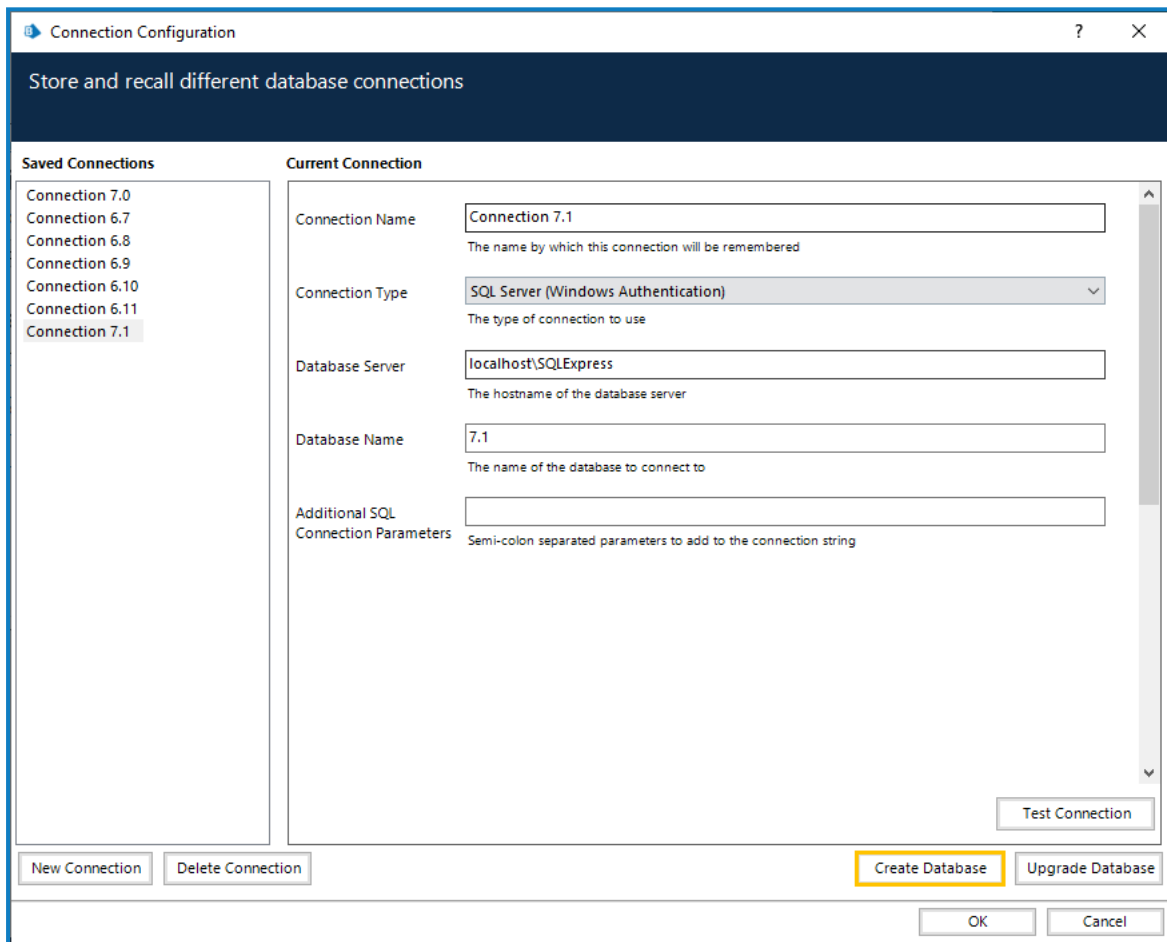 Connection Configuration
?
Store and recall different database connections
Saved Connections
Connection 7.0
Connection 6.7
Connection 6.8
Connection 6.9
Connection 6.10
Connection 6.11
Connection 7.1
Current Connection
Connection Name
Connection 7.1
The name by which this connection will be remembered
Connection Type
SQL Server (Windows Authentication)
The type of connection to use
Database Server
localhost\SQLExpress
The hostname of the database server
Database Name
7.1
The name of the database to connect to
Additional SQL
Connection Parameters
Semi-colon separated parameters to add to the connection string
Test Connection
New Connection
Delete Connection
Create Database
Upgrade Database
OK
Cancel